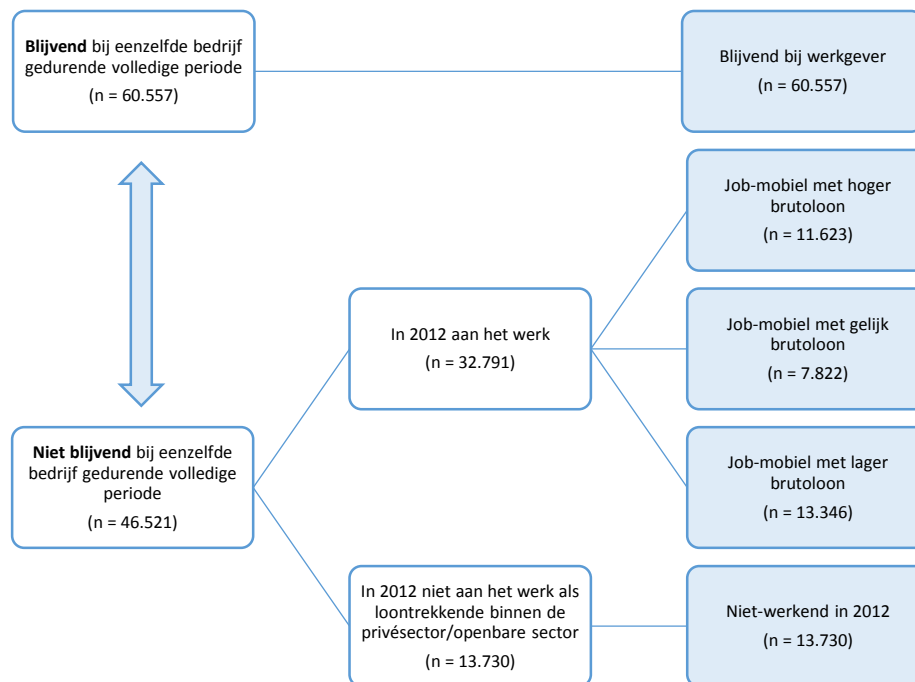 Blijvend bij eenzelfde bedrijf
gedurende volledige periode
(n = 60.557)
Blijvend bij werkgever
(n = 60.557)
Job-mobiel met hoger
brutoloon
(n = 11.623)
In 2012 aan het werk
(n = 32.791)
Job-mobiel met gelijk
brutoloon
(n = 7.822)
Niet blijvend bij eenzelfde
bedrijf gedurende volledige
periode
(n = 46.521)
Job-mobiel met lager
brutoloon
(n = 13.346)
In 2012 niet aan het werk als
loontrekkende binnen de
privésector/openbare sector
(n = 13.730)
Niet-werkend in 2012
(n = 13.730)